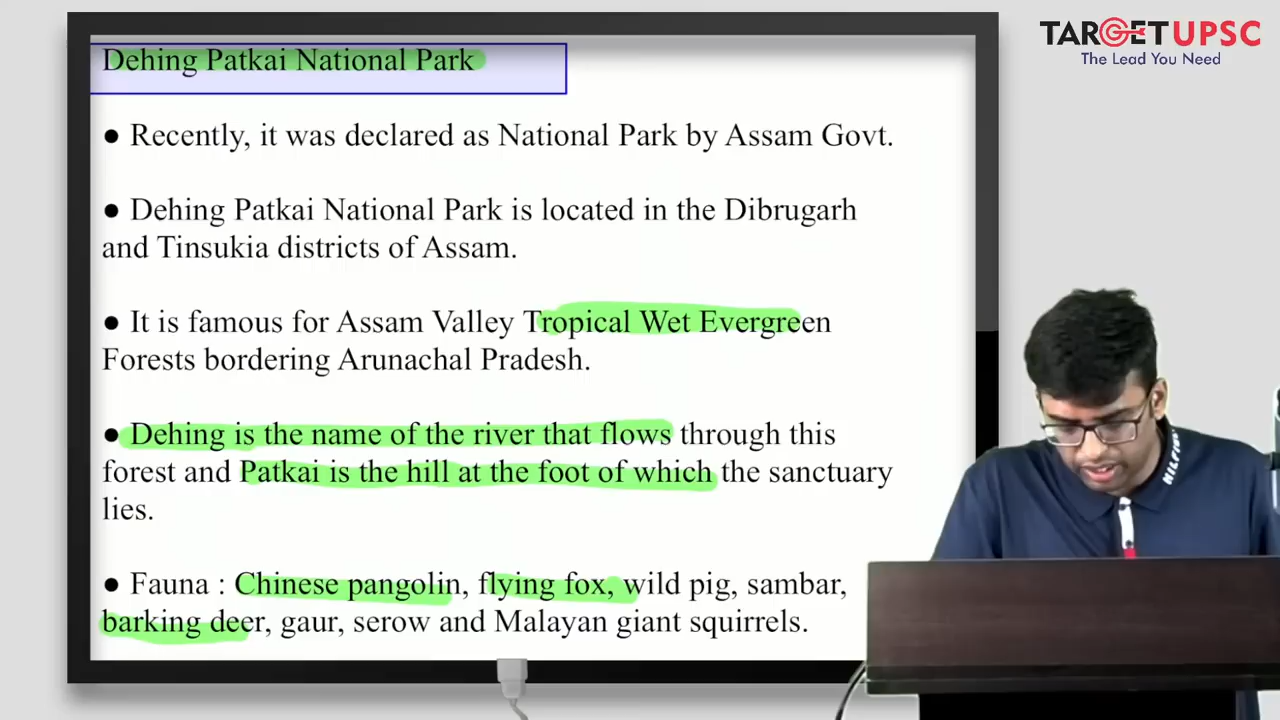 TARGETUPSC
The Lead You Need
Dehing Patkai National Park
● Recently, it was declared as National Park by Assam Govt.
● Dehing Patkai National Park is located in the Dibrugarh
and Tinsukia districts of Assam.
● It is famous for Assam Valley Tropical Wet Evergreen
Forests bordering Arunachal Pradesh.
● Dehing is the name of the river that flows through this
forest and Patkai is the hill at the foot of which the sanctuary
lies.
● Fauna : Chinese pangolin, flying fox, wild pig, sambar,
barking deer, gaur, serow and Malayan giant squirrels.
HILFIG